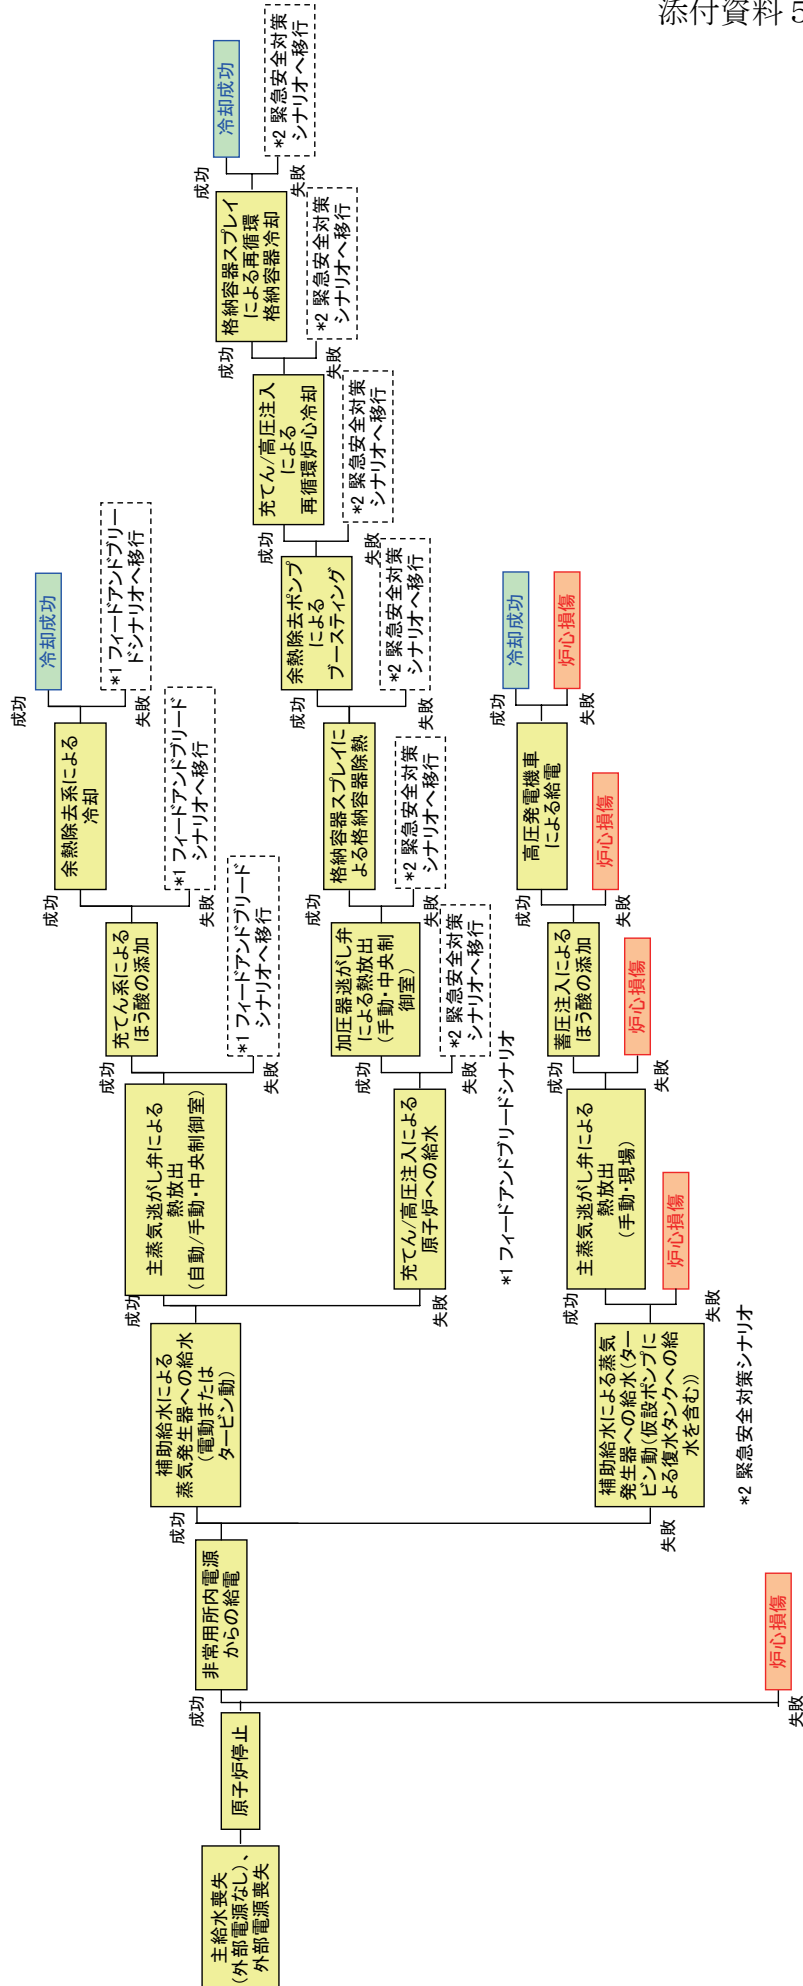 添付資料5
主給水喪失
(外部電源なし)、
外部電源喪失
原子炉停止
成功
失敗
炉心損傷
非常用所内電源
からの給電
成功
失敗
補助給水による
蒸気発生器への給水
(電動または
タービン動)
成功
失敗
主蒸気逃がし弁による
熱放出
(自動/手動・中央制御室)
成功
失敗
*1 フィードアンドブリード
シナリオへ移行
充てん系による
ほう酸の添加
成功
失敗
*1 フィードアンドブリード
シナリオへ移行
余熱除去系による
冷却
成功
失敗
冷却成功
*1 フィードアンドブリー
ドシナリオへ移行
充てん/高圧注入による
原子炉への給水
成功
失敗
*2 緊急安全対策
シナリオへ移行
加圧器逃がし弁
による熱放出
(手動・中央制
御室)
成功
失敗
*2 緊急安全対策
シナリオへ移行
格納容器スプレイに
よる格納容器除熱
成功
失敗
*2 緊急安全対策
シナリオへ移行
余熱除去ポンプ
による
ブースティング
成功
失敗
*2 緊急安全対策
シナリオへ移行
充てん/高圧注入
による
再循環炉心冷却
成功
失敗
*2 緊急安全対策
シナリオへ移行
格納容器スプレイ
による再循環
格納容器冷却
成功
失敗
冷却成功
*2 緊急安全対策
シナリオへ移行
*1 フィードアンドブリードシナリオ
補助給水による蒸気
発生器への給水(ター
ビン動(仮設ポンプに
よる復水タンクへの給
水を含む))
成功
失敗
炉心損傷
主蒸気逃がし弁による
熱放出
(手動・現場)
成功
失敗
炉心損傷
蓄圧注入による
ほう酸の添加
成功
失敗
炉心損傷
高圧発電機車
による給電
成功
失敗
冷却成功
炉心損傷
*2 緊急安全対策シナリオ